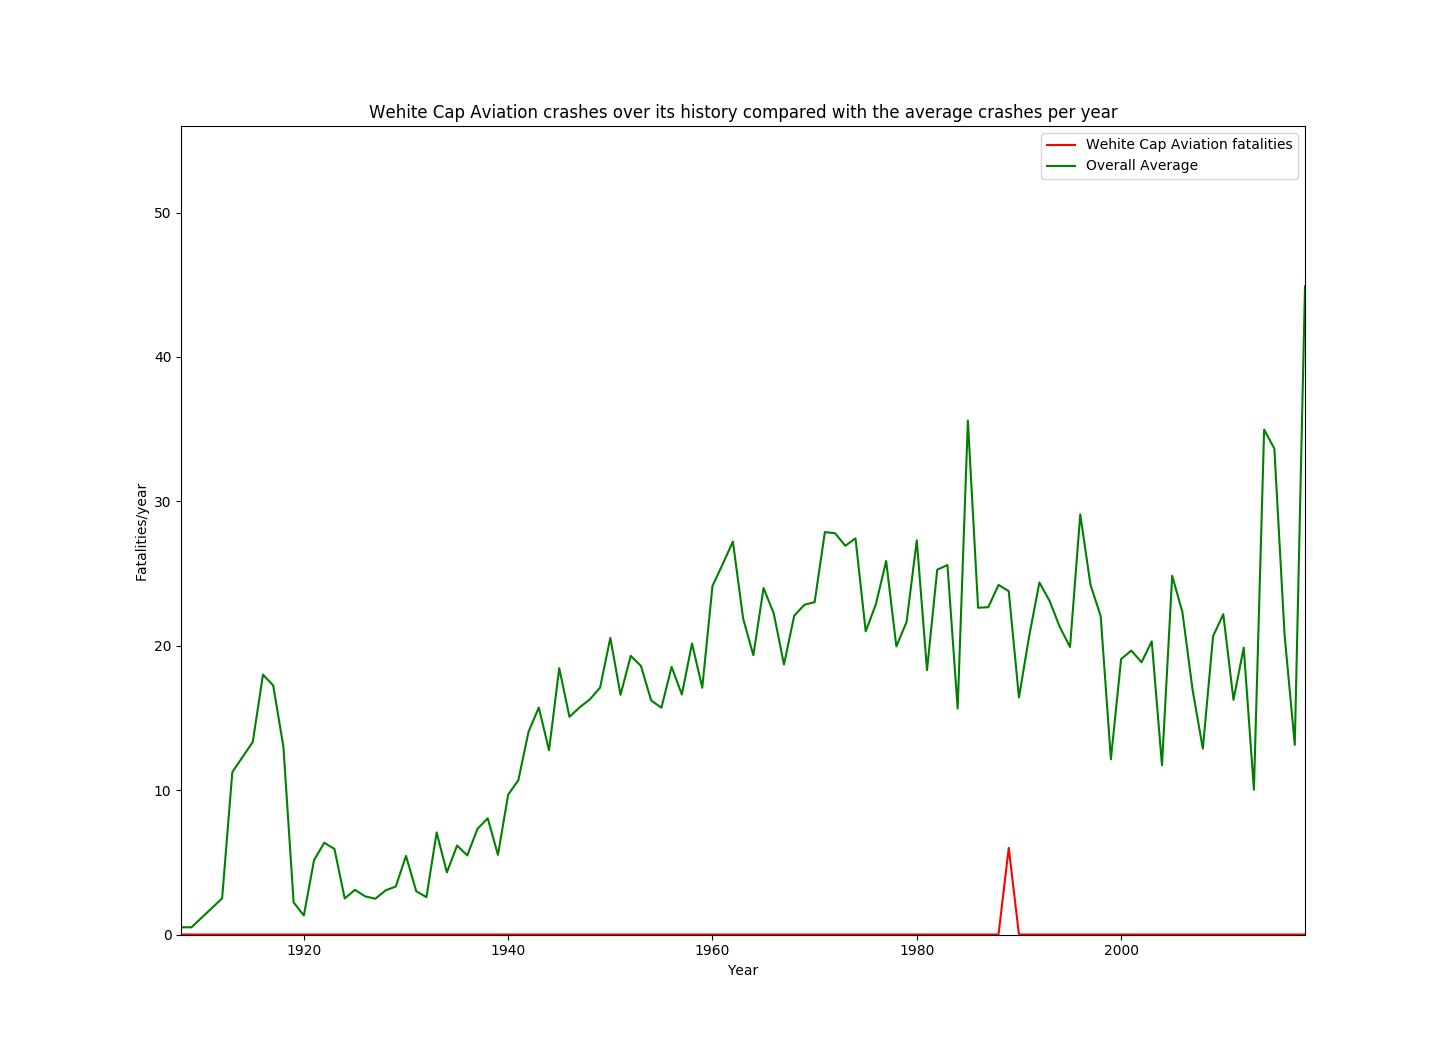 Wehite Cap Aviation crashes over its history compared with the average crashes per year
Wehite Cap Aviation fatalities
Overall Average
50
40
30
20
10
0
Fatalities/year
1920 1940 1960 1980 2000
Year